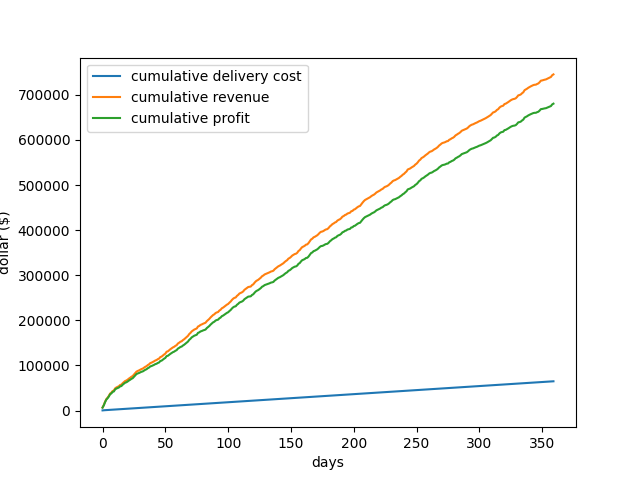 cumulative delivery cost
cumulative revenue
cumulative profit
700000
600000
500000
400000
300000
200000
100000
0
dollar ($)
0 50 100 150 200 250 300 350
days